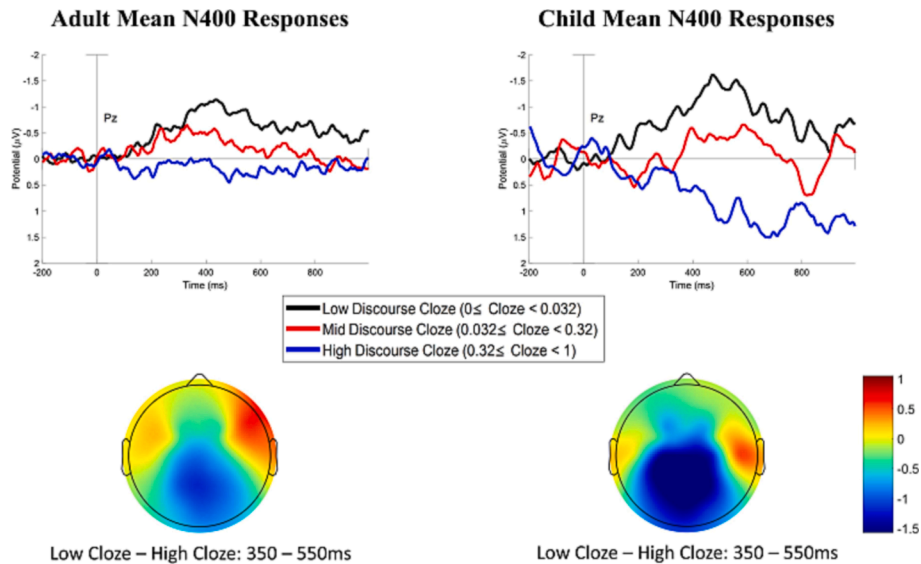 Adult Mean N400 Responses
Child Mean N400 Responses
-2
-1.5
-1
-0.5
0
0.5
1
1.5
2
Potential (μV)
Pz
-200
0
200
400
600
800
Time (ms)
-2
-1.5
-1
-0.5
0
0.5
1
1.5
2
Potential (μV)
Pz
-200
0
200
400
600
800
Time (ms)
Low Discourse Cloze (0≤ Cloze < 0.032)
Mid Discourse Cloze (0.032≤ Cloze < 0.32)
High Discourse Cloze (0.32≤ Cloze < 1)
1
0.5
0
-0.5
-1
-1.5
Low Cloze – High Cloze: 350 – 550ms
Low Cloze – High Cloze: 350 – 550ms